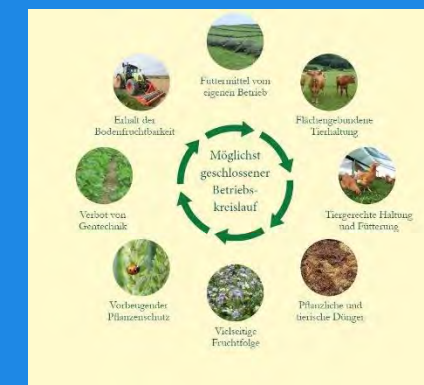 Futtermittel vom
eigenen Betrieb
Flächengebundene
Tierhaltung
Tiergerechte Haltung
und Fütterung
Pflanzliche und
tierische Dünger
Vielseitige
Fruchtfolge
Vorbeugender
Pflanzenschutz
Verbot von
Gentechnik
Erhalt der
Bodenfruchtbarkeit
Möglichst
geschlossener
Betriebs-
kreislauf